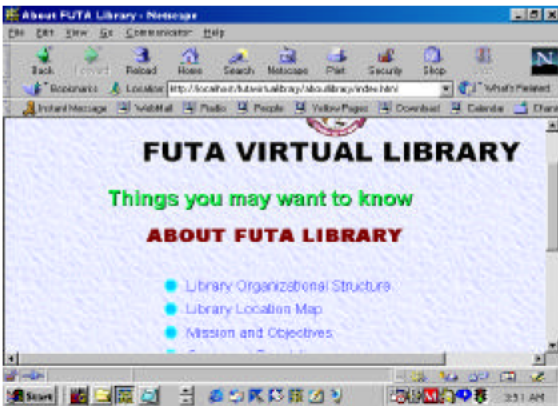 About FUTA Library - Netscape
File Edit View Go Communicator Help
Back Forward Reload Home Search Netscape Print Security Stop
Bookmarks Location http://localhost/futavirtuallibrary/aboutlibrary/index.html What's Related
Instant Message WebMail Radio People Yellow Pages Download Calendar
FUTA VIRTUAL LIBRARY
Things you may want to know
ABOUT FUTA LIBRARY
Library Organizational Structure
Library Location Map
Mission and Objectives
Start 3:51 AM